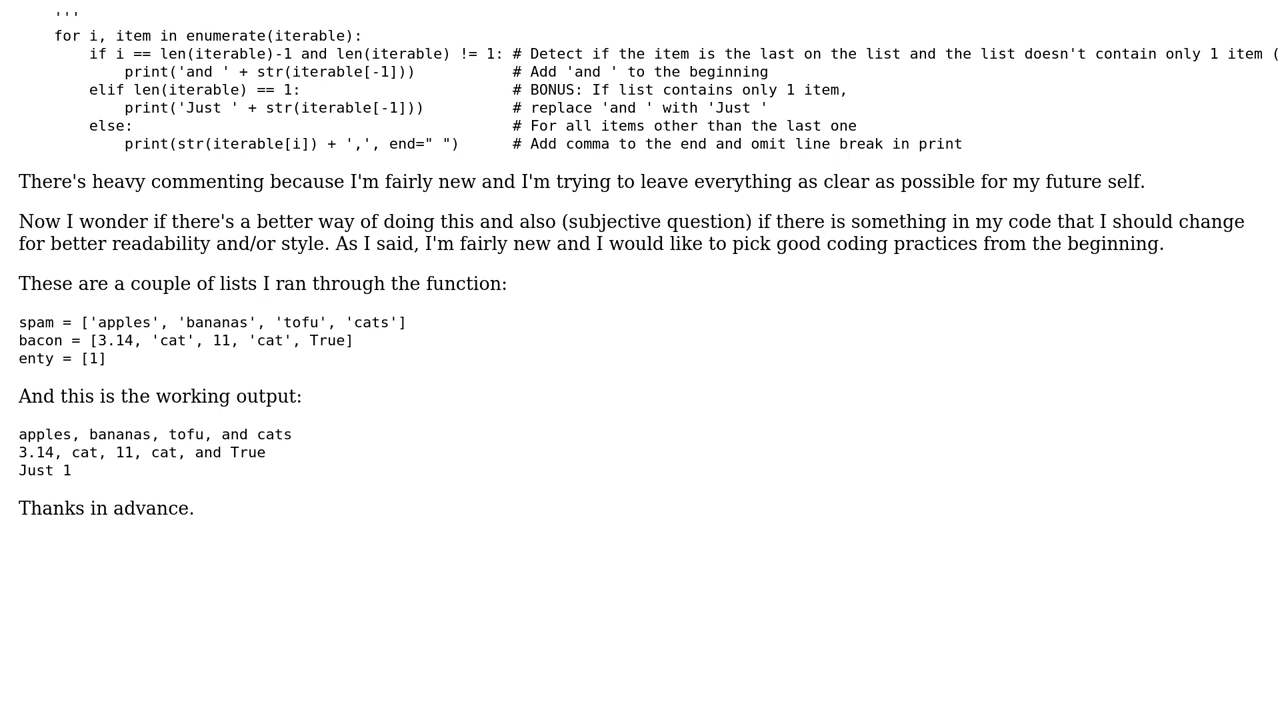 '''
for i, item in enumerate(iterable):
if i == len(iterable)-1 and len(iterable) != 1: # Detect if the item is the last on the list and the list doesn't contain only 1 item (
print('and ' + str(iterable[-1])) # Add 'and ' to the beginning
elif len(iterable) == 1: # BONUS: If list contains only 1 item,
print('Just ' + str(iterable[-1])) # replace 'and ' with 'Just '
else: # For all items other than the last one
print(str(iterable[i]) + ',', end=" ") # Add comma to the end and omit line break in print
There's heavy commenting because I'm fairly new and I'm trying to leave everything as clear as possible for my future self.
Now I wonder if there's a better way of doing this and also (subjective question) if there is something in my code that I should change
for better readability and/or style. As I said, I'm fairly new and I would like to pick good coding practices from the beginning.
These are a couple of lists I ran through the function:
spam = ['apples', 'bananas', 'tofu', 'cats']
bacon = [3.14, 'cat', 11, 'cat', True]
enty = [1]
And this is the working output:
apples, bananas, tofu, and cats
3.14, cat, 11, cat, and True
Just 1
Thanks in advance.